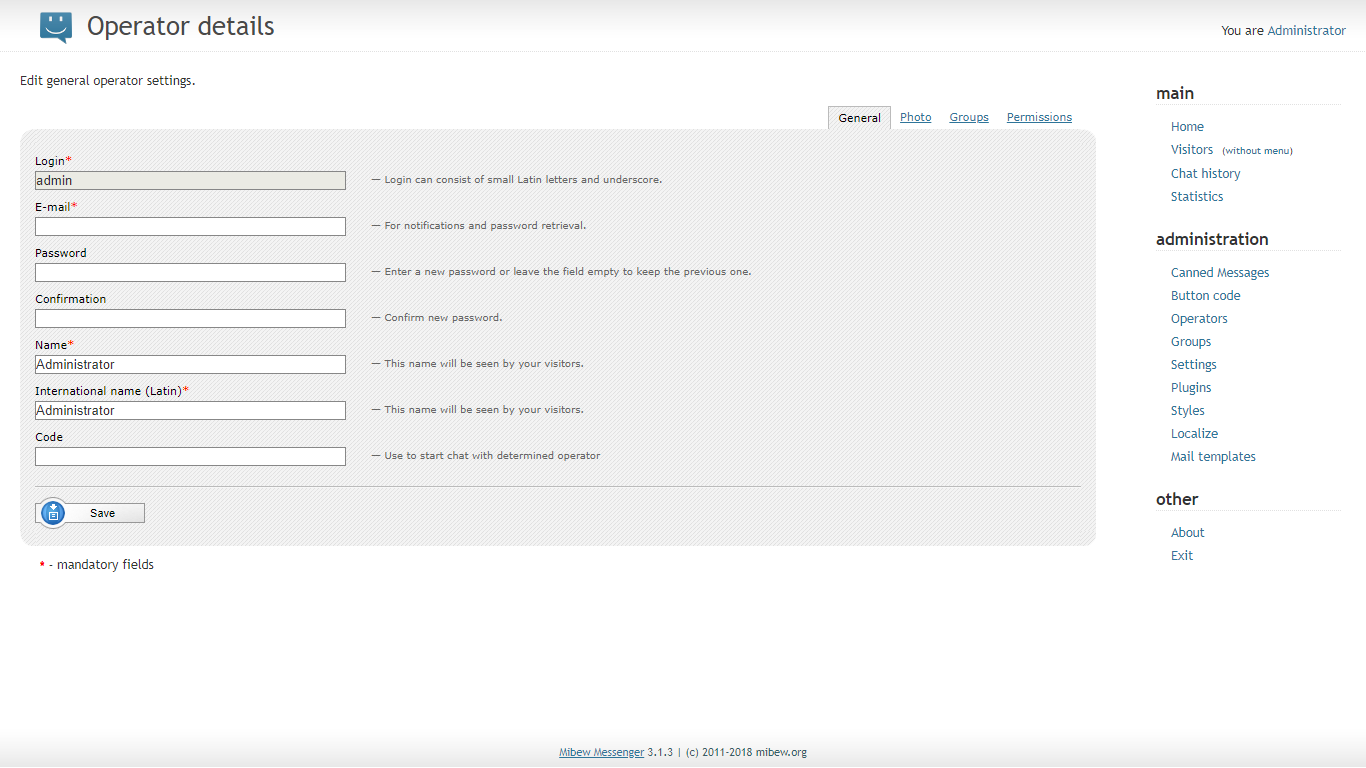 Operator details
You are Administrator
Edit general operator settings.
General Photo Groups Permissions
Login*
admin — Login can consist of small Latin letters and underscore.
E-mail*
— For notifications and password retrieval.
Password
— Enter a new password or leave the field empty to keep the previous one.
Confirmation
— Confirm new password.
Name*
Administrator — This name will be seen by your visitors.
International name (Latin)*
Administrator — This name will be seen by your visitors.
Code
— Use to start chat with determined operator
Save
* - mandatory fields
main
Home
Visitors (without menu)
Chat history
Statistics
administration
Canned Messages
Button code
Operators
Groups
Settings
Plugins
Styles
Localize
Mail templates
other
About
Exit
Mibew Messenger 3.1.3 | (c) 2011-2018 mibew.org